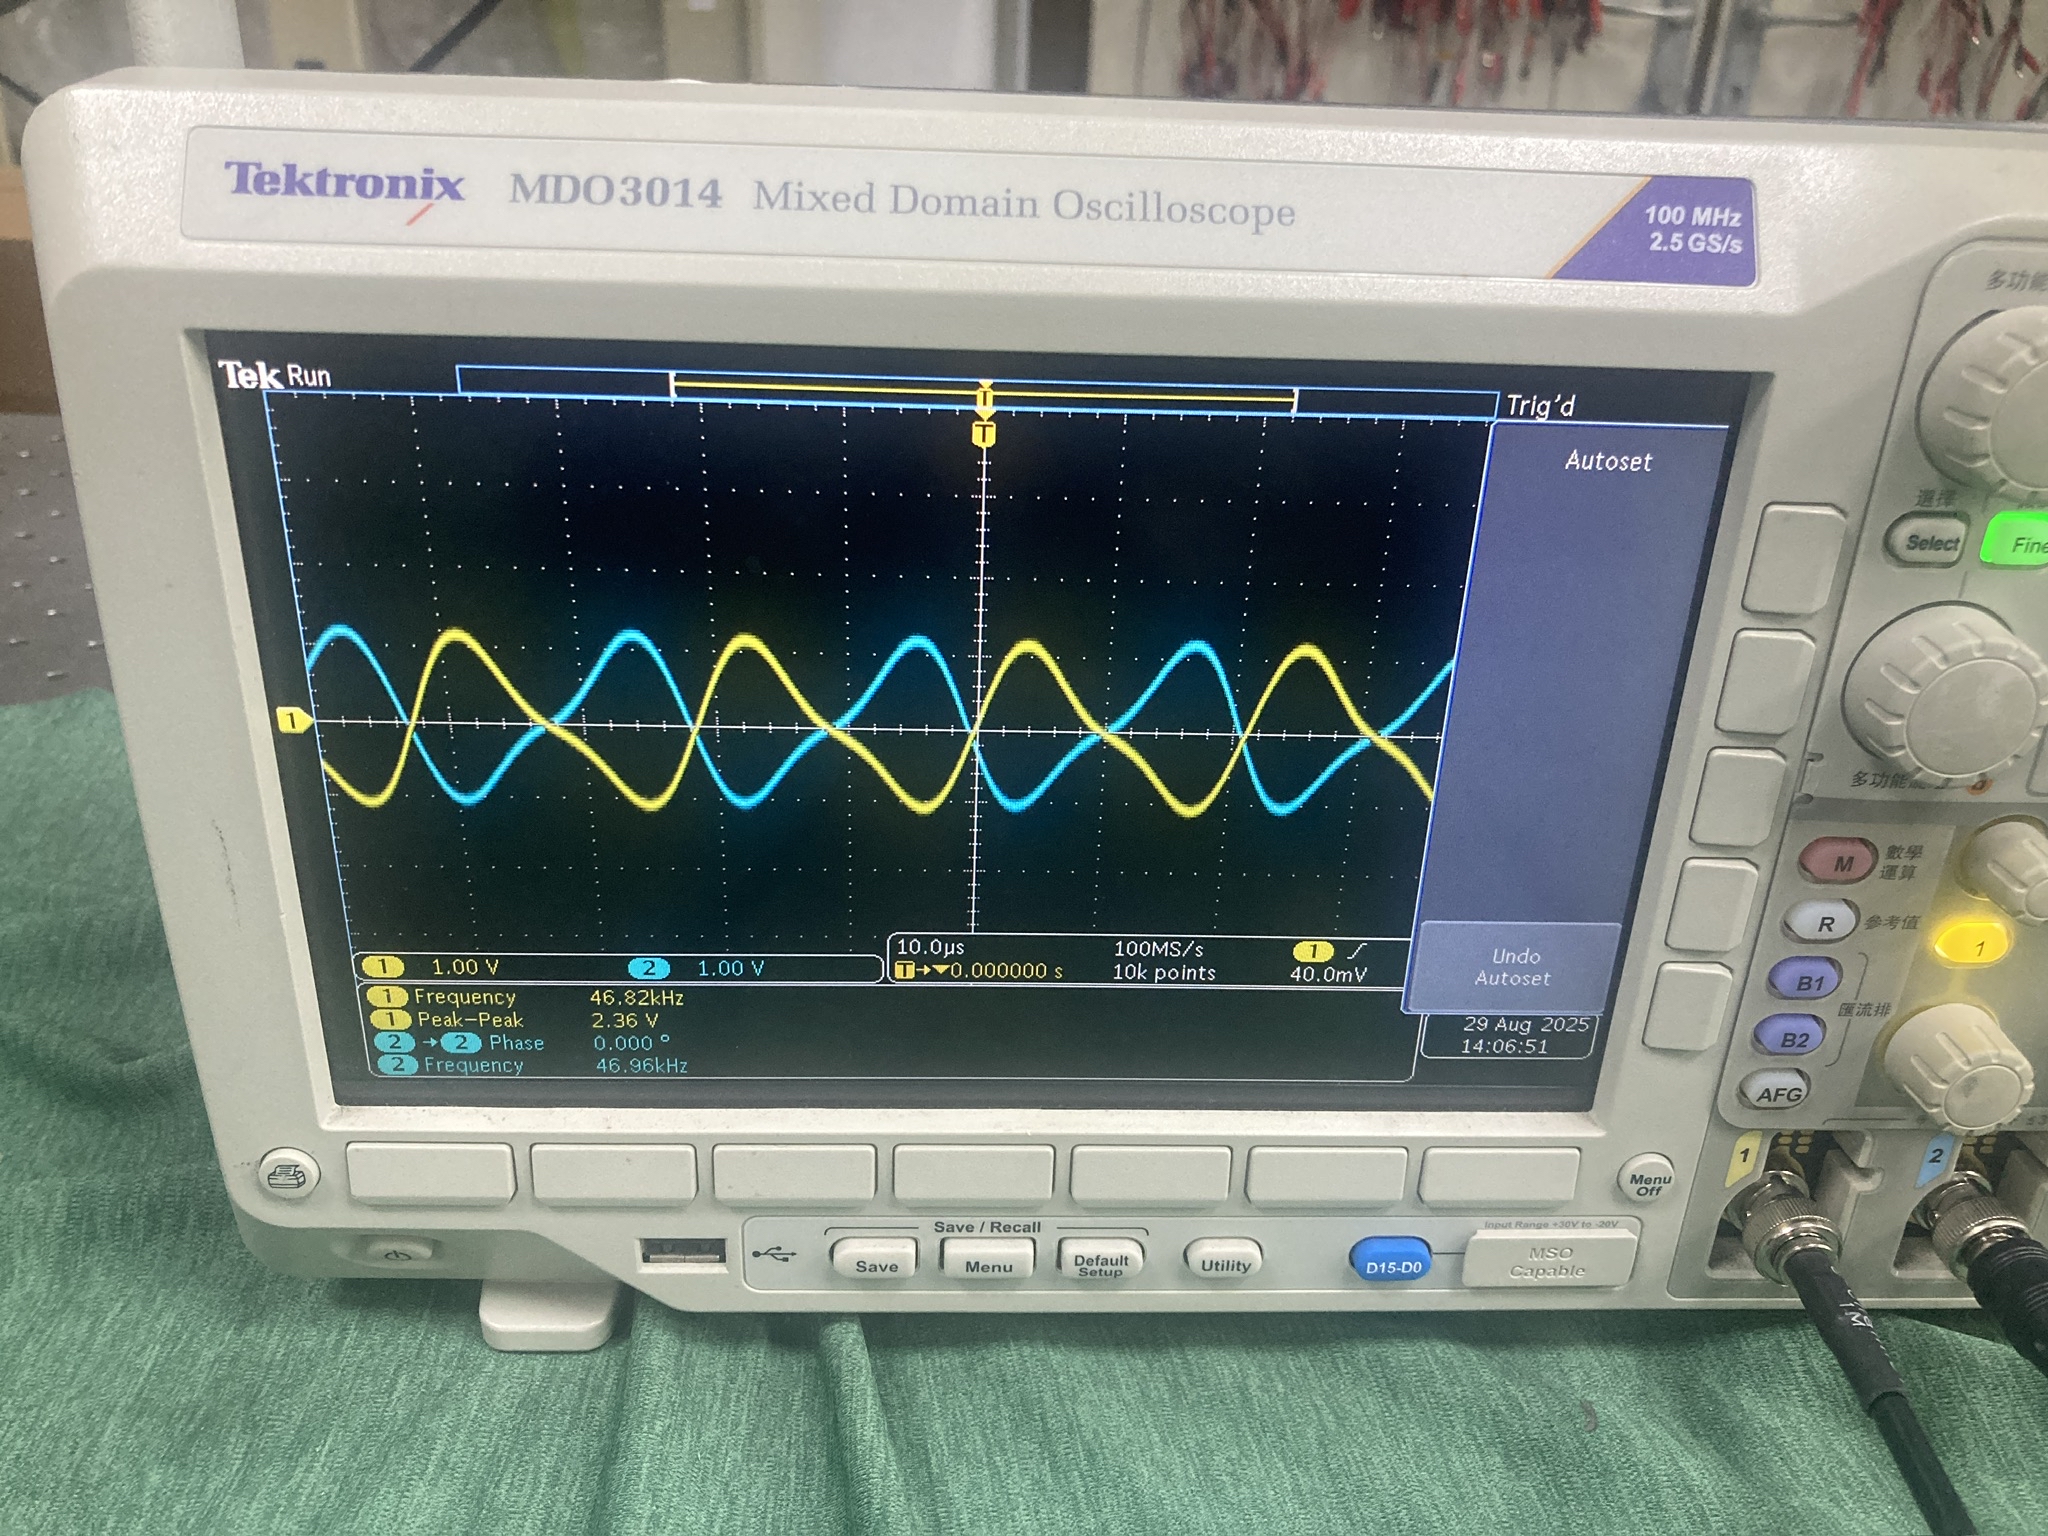 Tektronix MDO3014 Mixed Domain Oscilloscope
100 MHz
2.5 GS/s
Tek Run
Trig'd
T
T
Autoset
1
10.0µs
100MS/s
1
T→▼0.000000 s
10k points
40.0mV
1 1.00 V
2 1.00 V
Undo
Autoset
1 Frequency 46.82kHz
1 Peak-Peak 2.36 V
2 → 2 Phase 0.000 °
2 Frequency 46.96kHz
29 Aug 2025
14:06:51
多功能
選擇
Select
Fine
多功能
M
數學
運算
R
參考值
1
B1
匯流排
B2
AFG
1
2
Menu
Off
Save / Recall
Save
Menu
Default
Setup
Utility
D15-D0
Input Range +30V to -20V
MSO
Capable